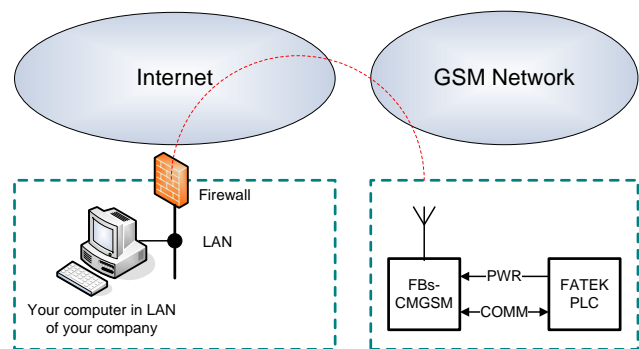 Internet
GSM Network
Firewall
LAN
Your computer in LAN
of your company
FBs-
CMGSM
PWR
COMM
FATEK
PLC